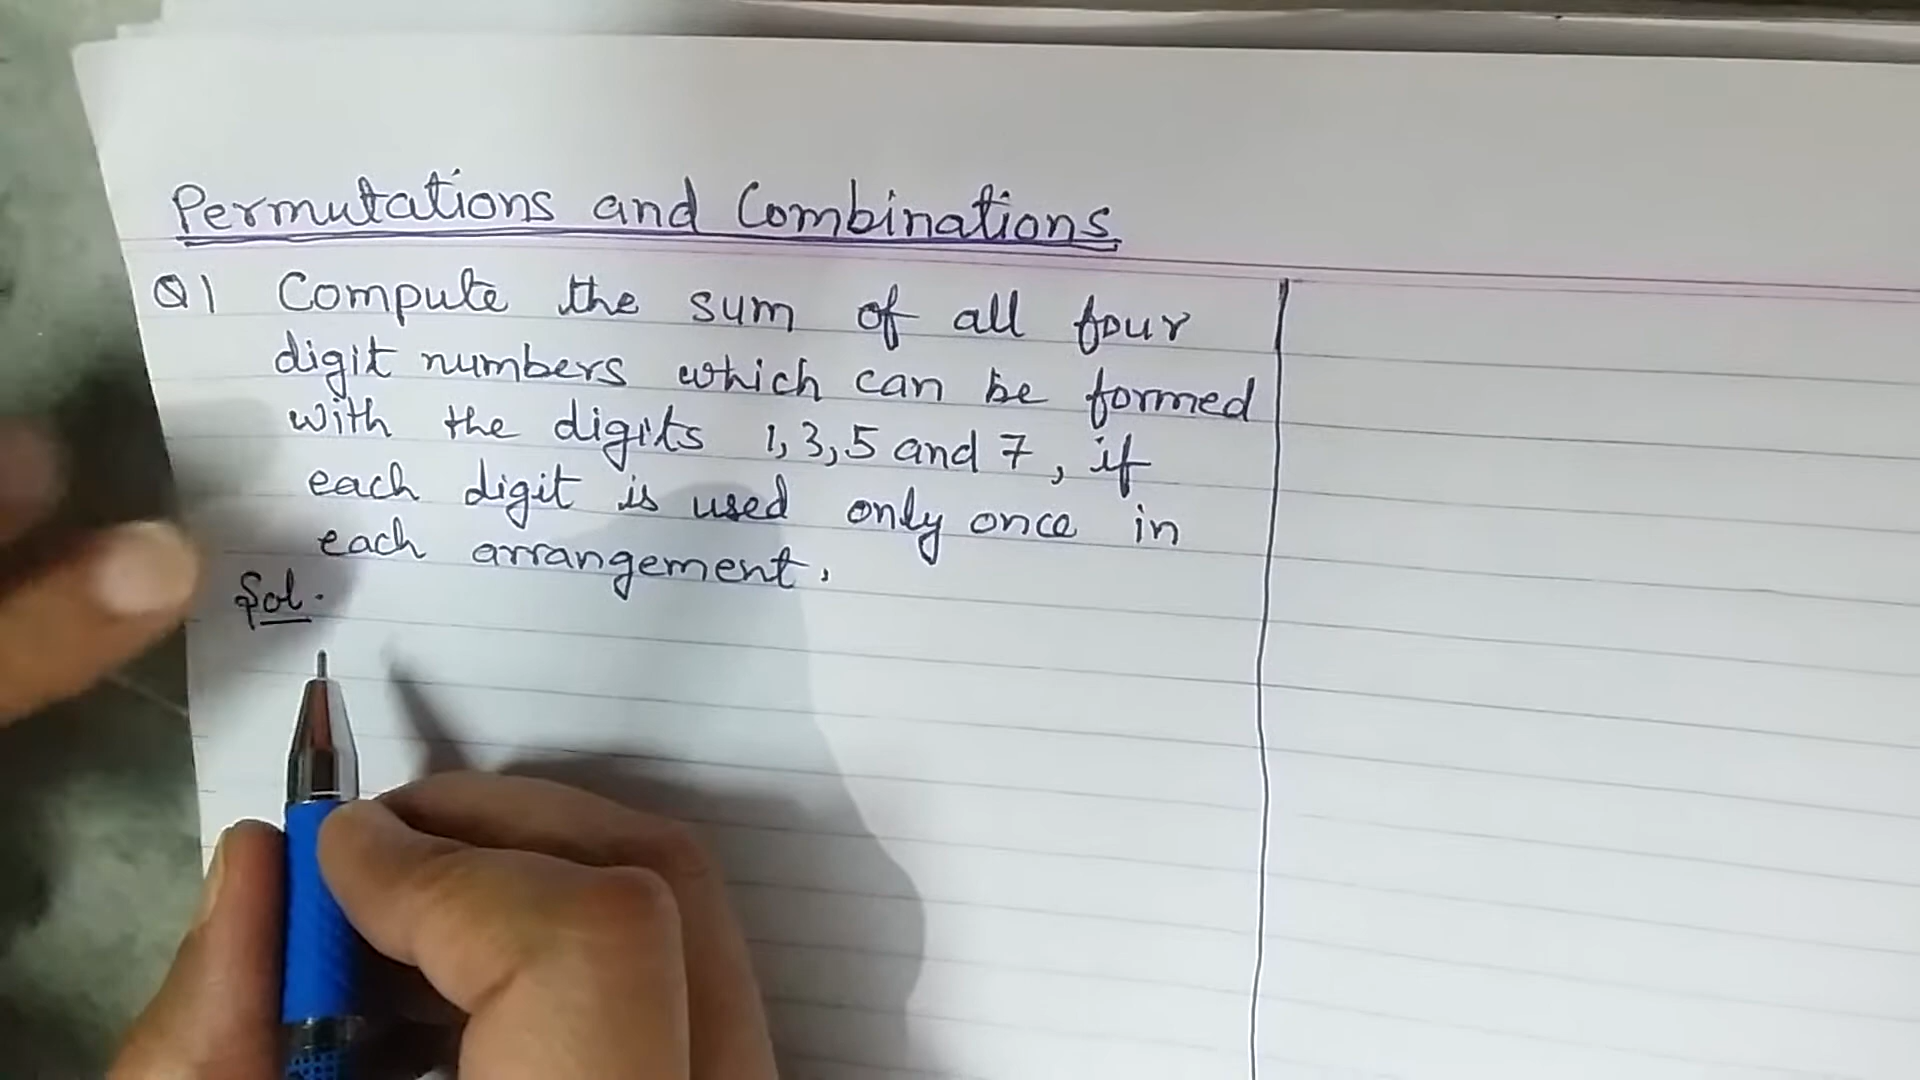 Permutations and Combinations
Q1 Compute the sum of all four
digit numbers which can be formed
with the digits 1, 3, 5 and 7, if
each digit is used only once in
each arrangement.
Sol.